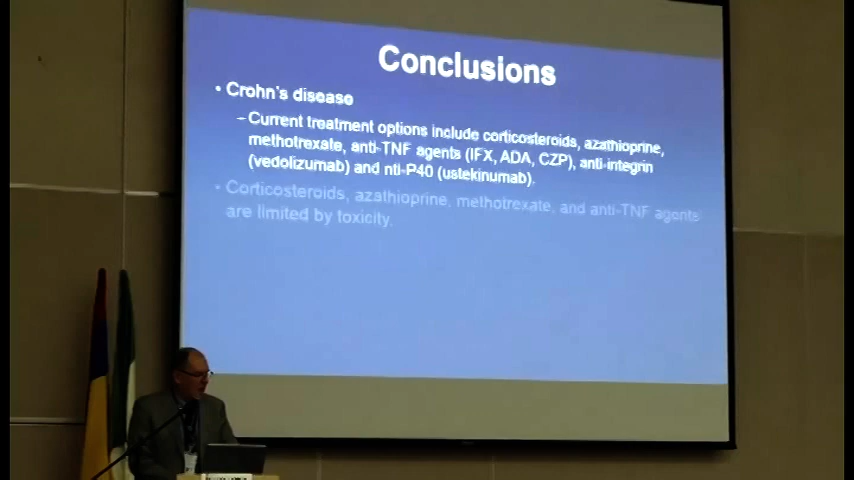 Conclusions
• Crohn's disease
– Current treatment options include corticosteroids, azathioprine,
methotrexate, anti-TNF agents (IFX, ADA, CZP), anti-integrin
(vedolizumab) and nti-P40 (ustekinumab).
• Corticosteroids, azathioprine, methotrexate, and anti-TNF agents
are limited by toxicity.